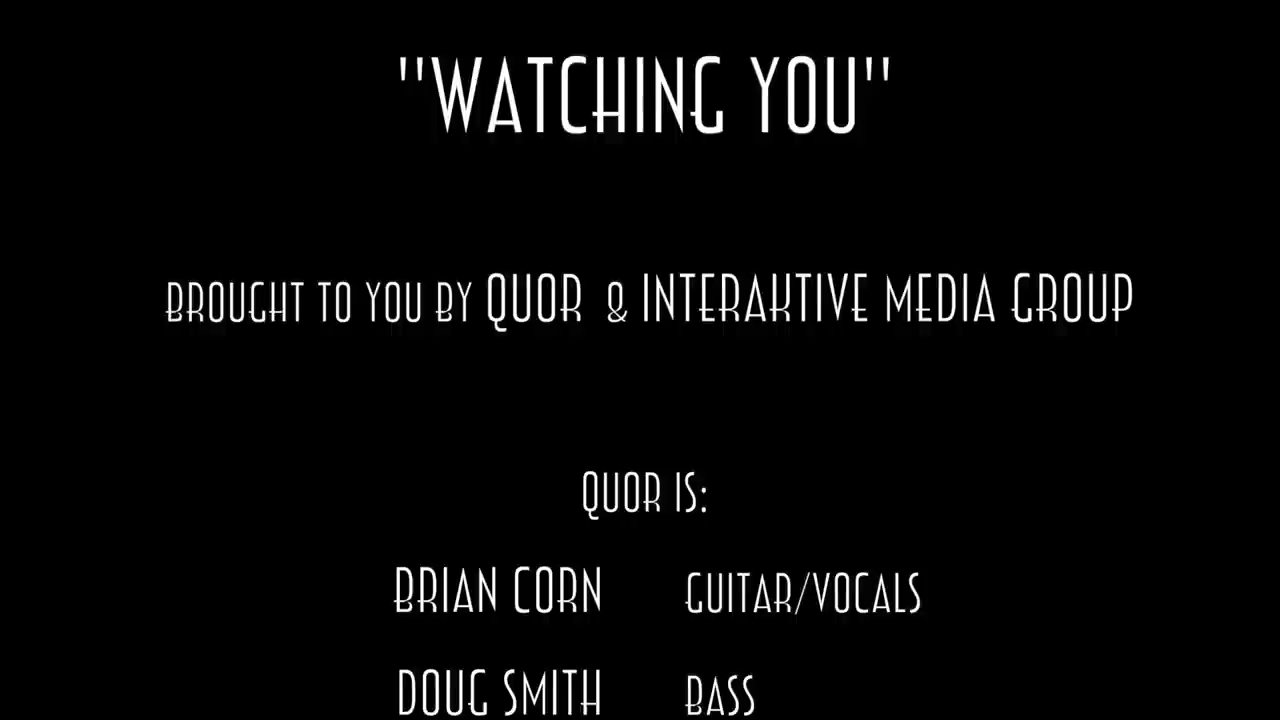 "WATCHING YOU"
BROUGHT TO YOU BY QUOR & INTERAKTIVE MEDIA GROUP
QUOR IS:
BRIAN CORN GUITAR/VOCALS
DOUG SMITH BASS